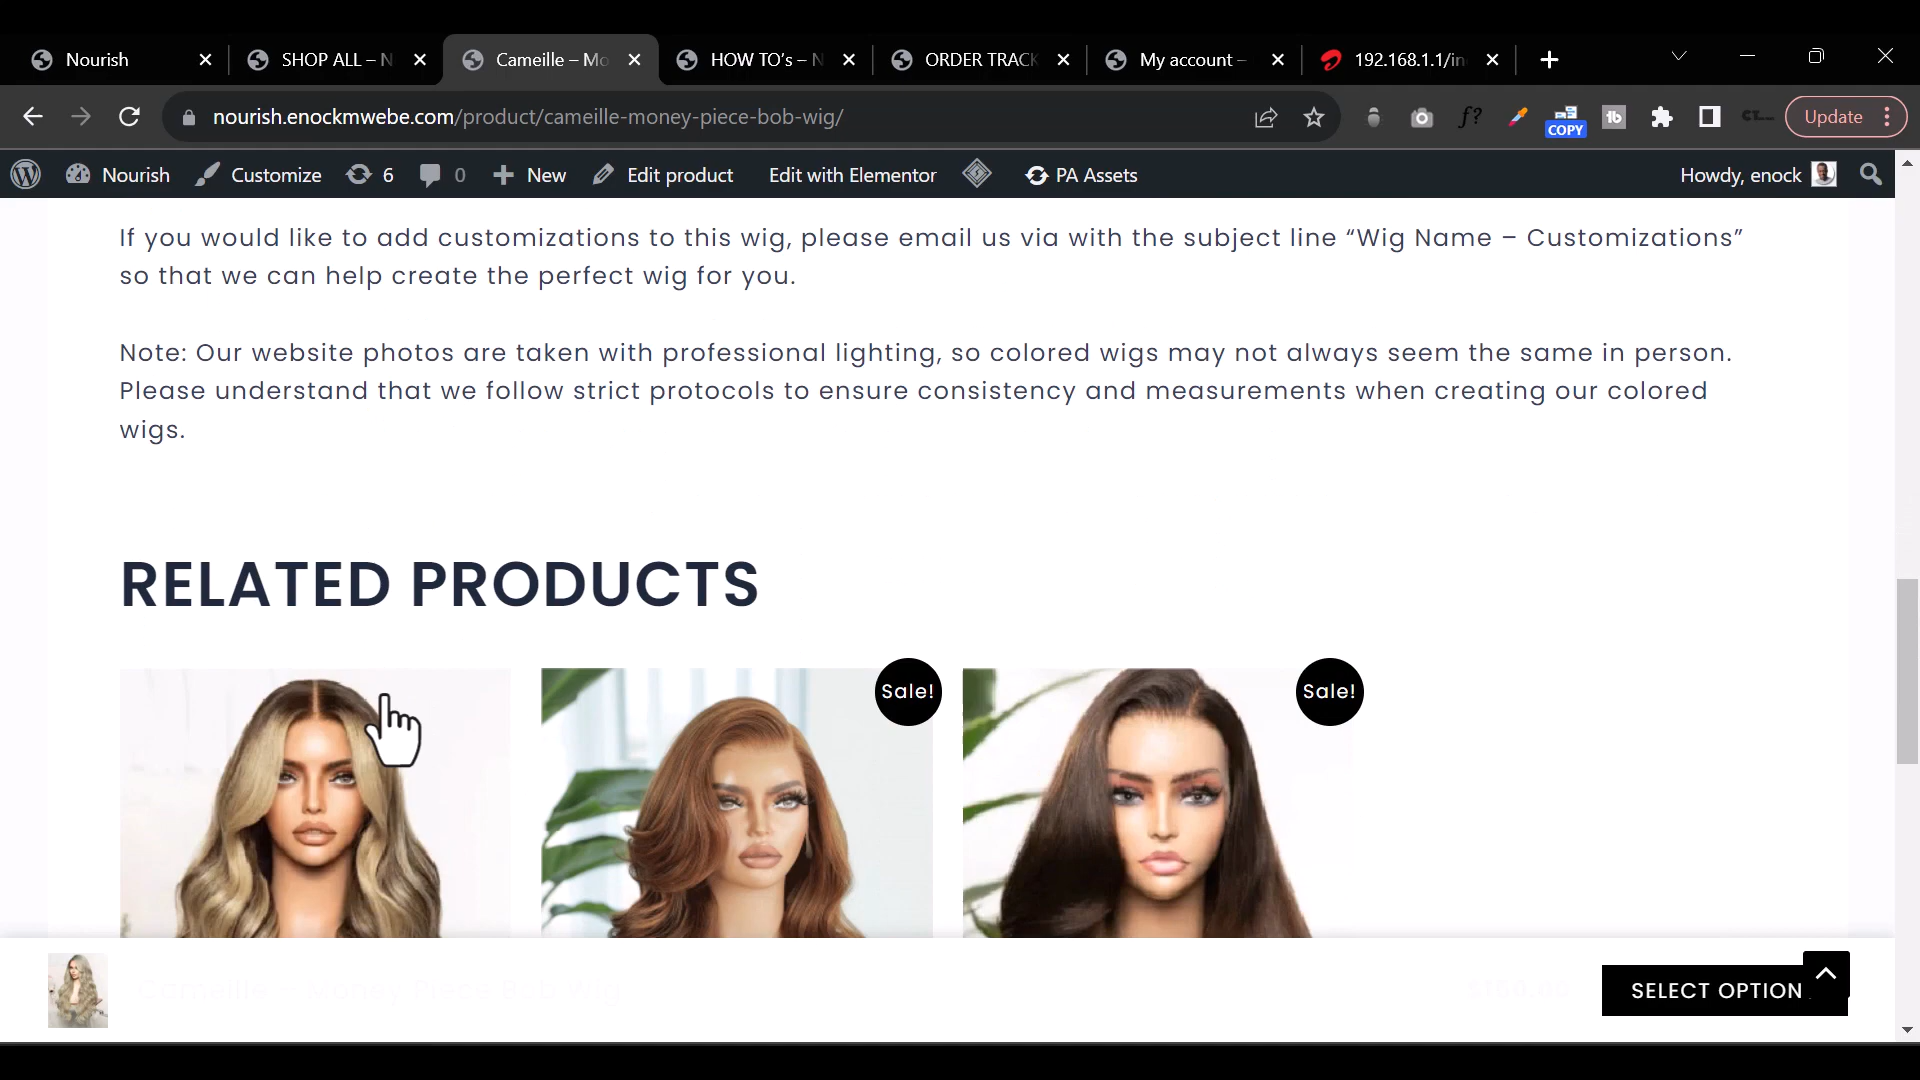 Nourish
SHOP ALL – N
Cameille – Mo
HOW TO's – N
ORDER TRACK
My account –
192.168.1.1/in
nourish.enockmwebe.com/product/cameille-money-piece-bob-wig/
f?
COPY
tb
Update
Nourish
Customize
6
0
New
Edit product
Edit with Elementor
PA Assets
Howdy, enock
If you would like to add customizations to this wig, please email us via with the subject line “Wig Name – Customizations”
so that we can help create the perfect wig for you.
Note: Our website photos are taken with professional lighting, so colored wigs may not always seem the same in person.
Please understand that we follow strict protocols to ensure consistency and measurements when creating our colored
wigs.
RELATED PRODUCTS
Sale!
Sale!
Cameille – Money Piece Bob Wig
SELECT OPTION